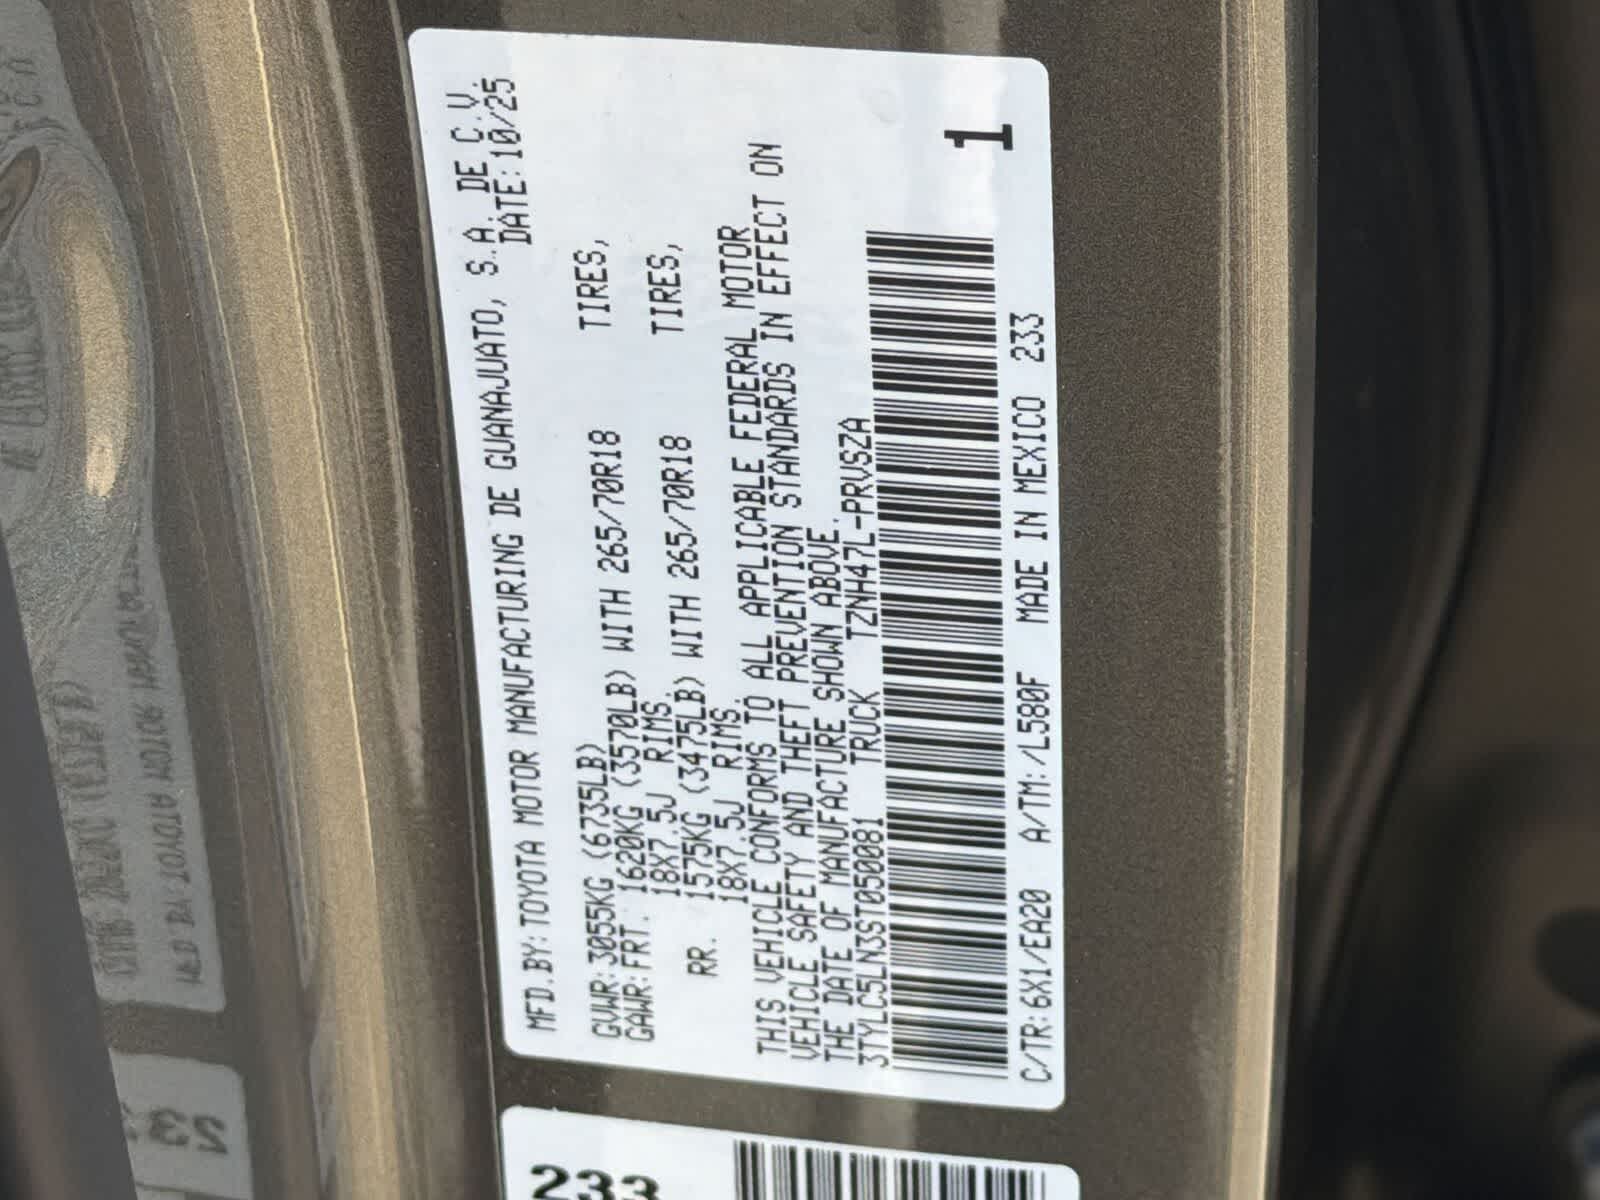 MFD.BY:TOYOTA MOTOR MANUFACTURING DE GUANAJUATO, S.A. DE C.V.
DATE:10/25
GVWR:3055KG (6735LB)
GAWR:FRT. 1620KG (3570LB) WITH 265/70R18 TIRES,
18X7.5J RIMS.
RR. 1575KG (3475LB) WITH 265/70R18 TIRES,
18X7.5J RIMS.
THIS VEHICLE CONFORMS TO ALL APPLICABLE FEDERAL MOTOR
VEHICLE SAFETY AND THEFT PREVENTION STANDARDS IN EFFECT ON
THE DATE OF MANUFACTURE SHOWN ABOVE.
3TYLC5LN3ST050081 TRUCK TZNH47L-PRVSZA
1
C/TR:6X1/EA20 A/TM:/L580F MADE IN MEXICO 233
233